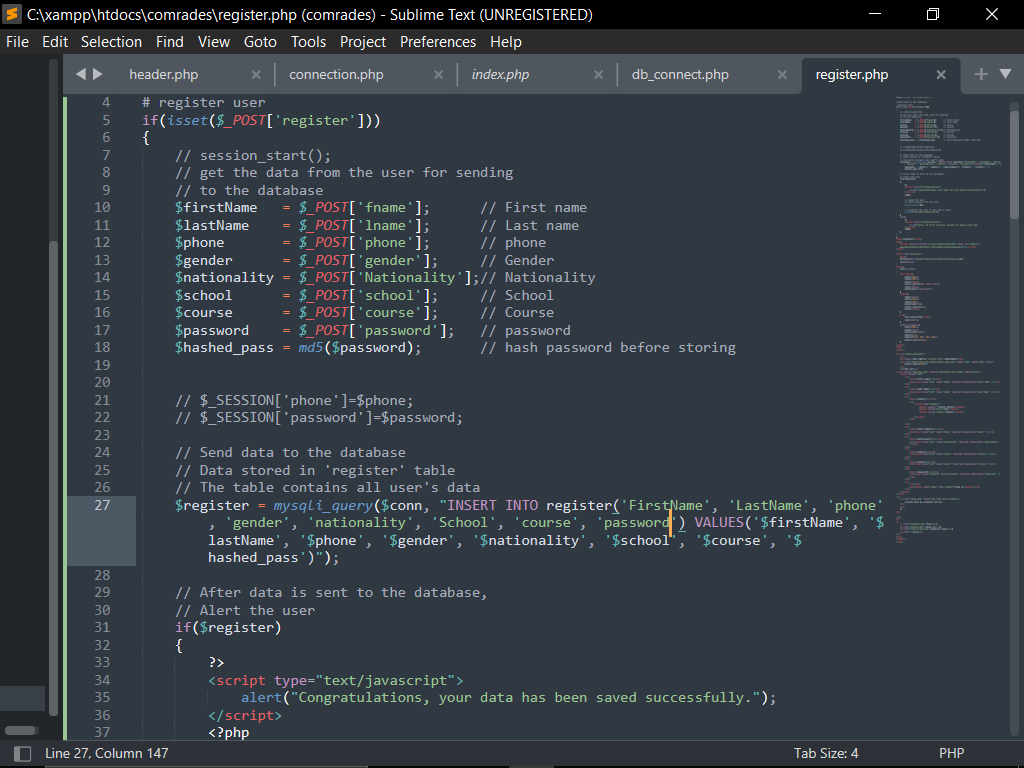 C:\xampp\htdocs\comrades\register.php (comrades) - Sublime Text (UNREGISTERED)
File Edit Selection Find View Goto Tools Project Preferences Help
header.php connection.php index.php db_connect.php register.php
4 # register user
5 if(isset($_POST['register']))
6 {
7 // session_start();
8 // get the data from the user for sending
9 // to the database
10 $firstName = $_POST['fname']; // First name
11 $lastName = $_POST['lname']; // Last name
12 $phone = $_POST['phone']; // phone
13 $gender = $_POST['gender']; // Gender
14 $nationality = $_POST['Nationality'];// Nationality
15 $school = $_POST['school']; // School
16 $course = $_POST['course']; // Course
17 $password = $_POST['password']; // password
18 $hashed_pass = md5($password); // hash password before storing
19
20
21 // $_SESSION['phone']=$phone;
22 // $_SESSION['password']=$password;
23
24 // Send data to the database
25 // Data stored in 'register' table
26 // The table contains all user's data
27 $register = mysqli_query($conn, "INSERT INTO register('FirstName', 'LastName', 'phone'
, 'gender', 'nationality', 'School', 'course', 'password') VALUES('$firstName', '$
lastName', '$phone', '$gender', '$nationality', '$school', '$course', '$
hashed_pass')");
28
29 // After data is sent to the database,
30 // Alert the user
31 if($register)
32 {
33 ?>
34 <script type="text/javascript">
35 alert("Congratulations, your data has been saved successfully.");
36 </script>
37 <?php
Line 27, Column 147 Tab Size: 4 PHP